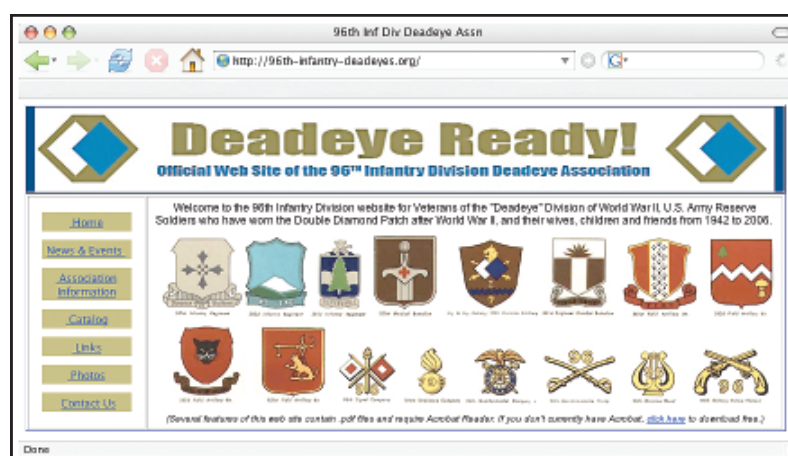 96th Inf Div Deadeye Assn
http://96th-infantry-deadeyes.org/
Deadeye Ready!
Official Web Site of the 96TH Infantry Division Deadeye Association
Home
News & Events
Association
Information
Catalog
Links
Photos
Contact Us
Welcome to the 96th Infantry Division website for Veterans of the "Deadeye" Division of World War II, U.S. Army Reserve
Soldiers who have worn the Double Diamond Patch after World War II, and their wives, children and friends from 1942 to 2006.
96
96
(Several features of this web site contain .pdf files and require Acrobat Reader. If you don't currently have Acrobat, click here to download free.)
Done